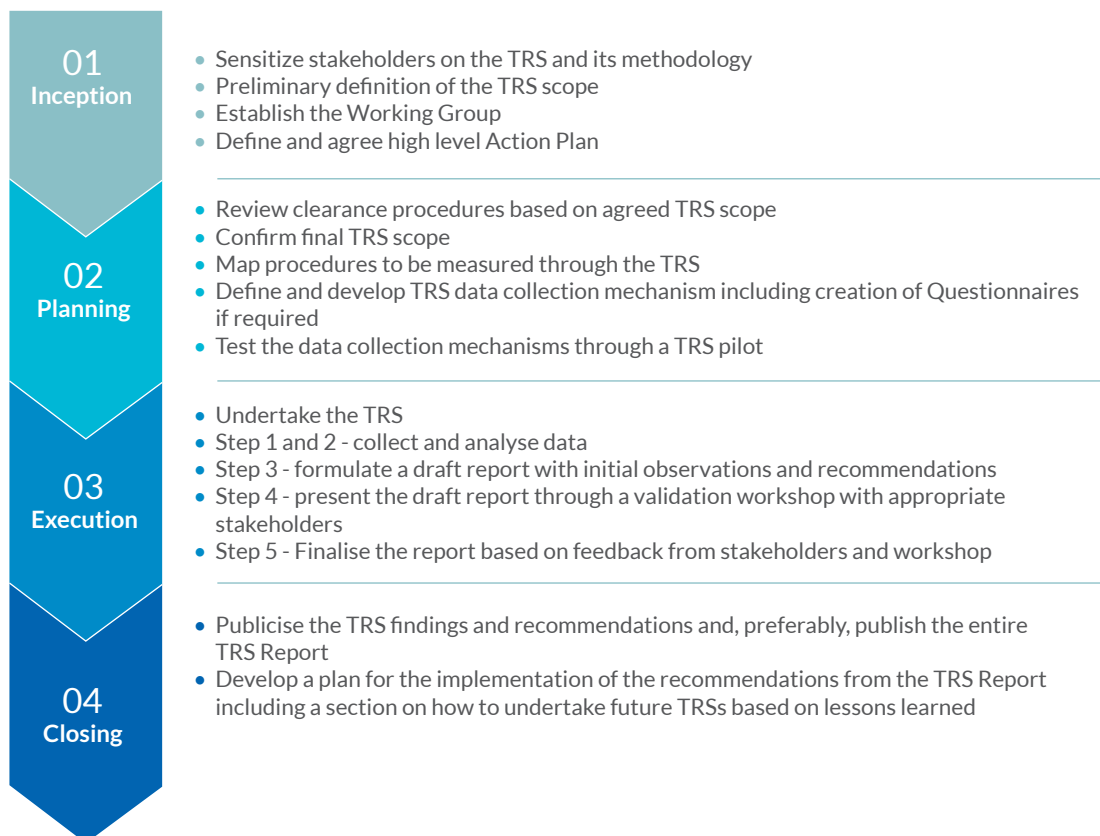 01
Inception
Sensitize stakeholders on the TRS and its methodology
Preliminary definition of the TRS scope
Establish the Working Group
Define and agree high level Action Plan
02
Planning
Review clearance procedures based on agreed TRS scope
Confirm final TRS scope
Map procedures to be measured through the TRS
Define and develop TRS data collection mechanism including creation of Questionnaires
if required
Test the data collection mechanisms through a TRS pilot
03
Execution
Undertake the TRS
Step 1 and 2 - collect and analyse data
Step 3 - formulate a draft report with initial observations and recommendations
Step 4 - present the draft report through a validation workshop with appropriate
stakeholders
Step 5 - Finalise the report based on feedback from stakeholders and workshop
04
Closing
Publicise the TRS findings and recommendations and, preferably, publish the entire
TRS Report
Develop a plan for the implementation of the recommendations from the TRS Report
including a section on how to undertake future TRSs based on lessons learned